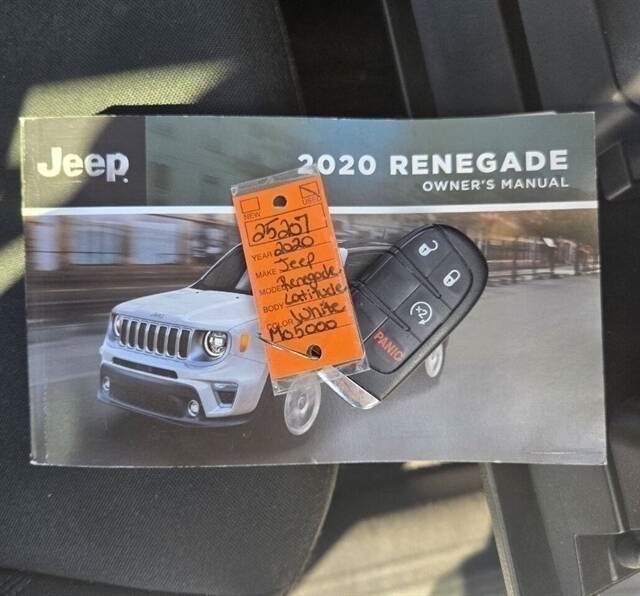 Jeep
2020 RENEGADE
OWNER'S MANUAL
NEW
USED
25207
YEAR 2020
MAKE Jeep
MODEL Renegade
BODY Latitude
COLOR White
M05000
x2
PANIC